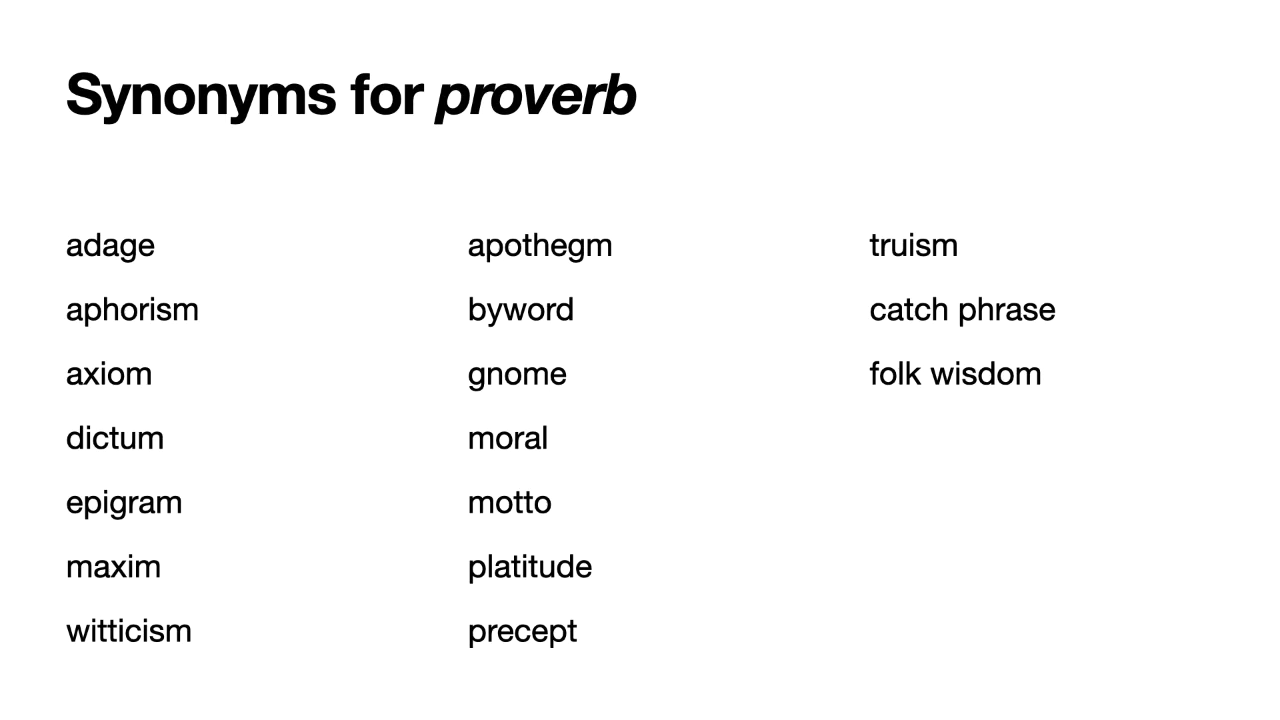 Synonyms for proverb
adage
aphorism
axiom
dictum
epigram
maxim
witticism
apothegm
byword
gnome
moral
motto
platitude
precept
truism
catch phrase
folk wisdom